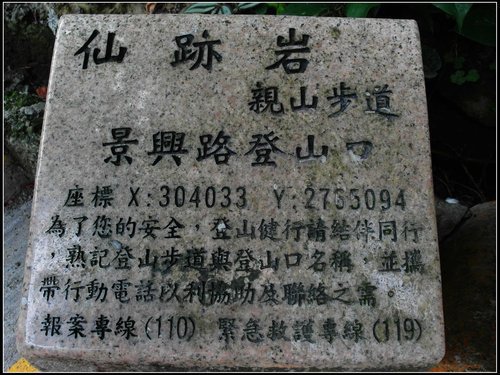 仙跡岩
親山步道
景興路登山口
座標 X:304033 Y:2765094
為了您的安全，登山健行請結伴同行
，熟記登山步道與登山口名稱，並攜
帶行動電話以利協助及聯絡之需。
報案專線(110) 緊急救護專線(119)